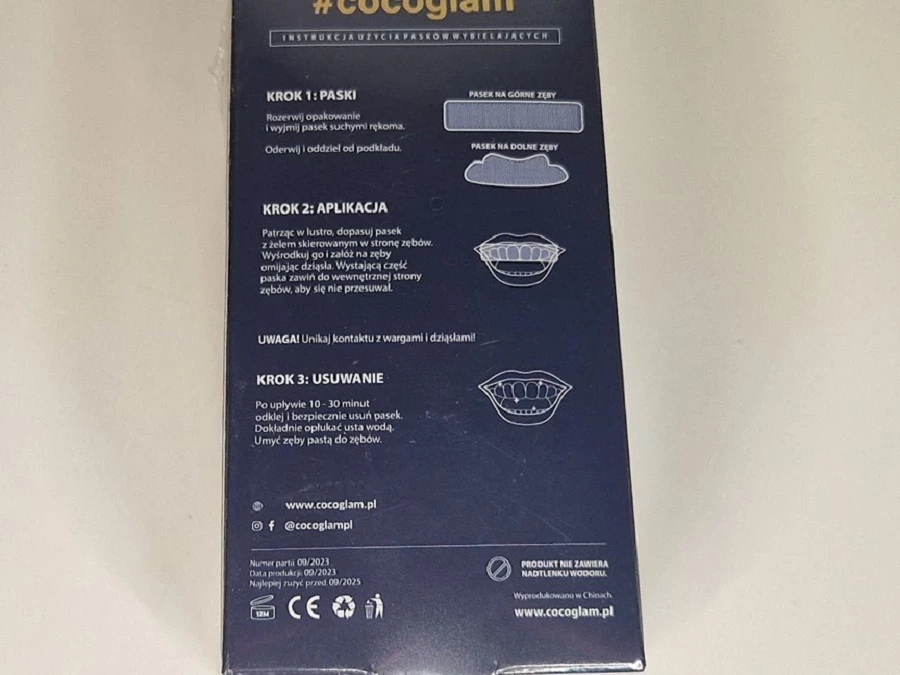 #cocoglam
INSTRUKCJA UŻYCIA PASKÓW WYBIELAJĄCYCH
KROK 1: PASKI
Rozerwij opakowanie
i wyjmij pasek suchymi rękoma.
Oderwij i oddziel od podkładu.
PASEK NA GÓRNE ZĘBY
PASEK NA DOLNE ZĘBY
KROK 2: APLIKACJA
Patrząc w lustro, dopasuj pasek
z żelem skierowanym w stronę zębów.
Wyśrodkuj go i załóż na zęby
omijając dziąsła. Wystającą część
paska zawiń do wewnętrznej strony
zębów, aby się nie przesuwał.
UWAGA! Unikaj kontaktu z wargami i dziąsłami!
KROK 3: USUWANIE
Po upływie 10 - 30 minut
odklej i bezpiecznie usuń pasek.
Dokładnie opłukać usta wodą.
Umyć zęby pastą do zębów.
www.cocoglam.pl
@cocoglampl
Numer partii 09/2023
Data produkcji: 09/2023
Najlepiej zużyć przed 09/2025
12M
CE
PRODUKT NIE ZAWIERA
NADTLENKU WODORU.
Wyprodukowano w Chinach
www.cocoglam.pl